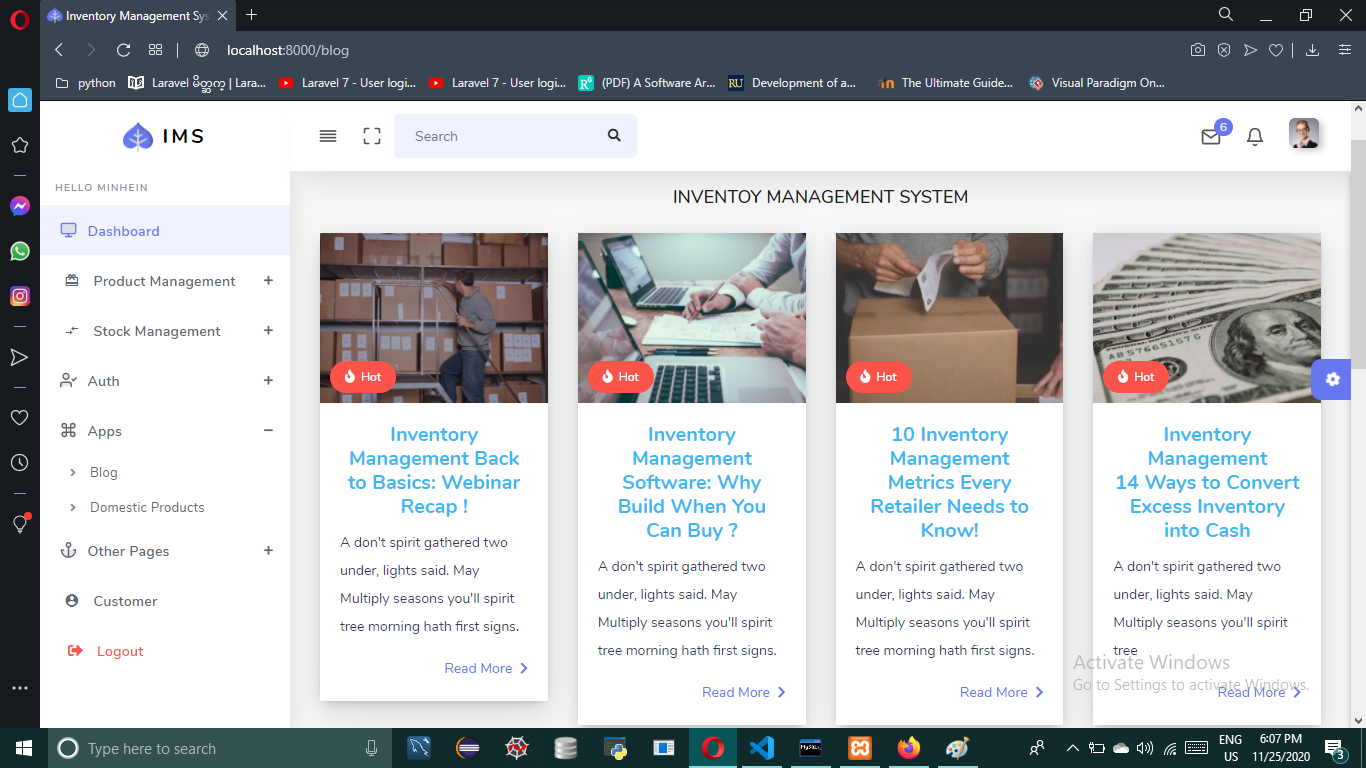 Inventory Management Sys
localhost:8000/blog
python
Laravel မိတ္ဆက္ | Lara...
Laravel 7 - User logi...
Laravel 7 - User logi...
(PDF) A Software Ar...
RU
Development of a...
The Ultimate Guide...
Visual Paradigm On...
IMS
Search
6
HELLO MINHEIN
Dashboard
Product Management +
Stock Management +
Auth +
Apps −
Blog
Domestic Products
Other Pages +
Customer
Logout
INVENTOY MANAGEMENT SYSTEM
Hot
Inventory
Management Back
to Basics: Webinar
Recap !
A don't spirit gathered two
under, lights said. May
Multiply seasons you'll spirit
tree morning hath first signs.
Read More
Hot
Inventory
Management
Software: Why
Build When You
Can Buy ?
A don't spirit gathered two
under, lights said. May
Multiply seasons you'll spirit
tree morning hath first signs.
Read More
Hot
10 Inventory
Management
Metrics Every
Retailer Needs to
Know!
A don't spirit gathered two
under, lights said. May
Multiply seasons you'll spirit
tree morning hath first signs.
Read More
AB57665157G
Hot
Inventory
Management
14 Ways to Convert
Excess Inventory
into Cash
A don't spirit gathered two
under, lights said. May
Multiply seasons you'll spirit
tree
Read More
Activate Windows
Go to Settings to activate Windows.
Type here to search
MySQL
ENG
US
6:07 PM
11/25/2020
3